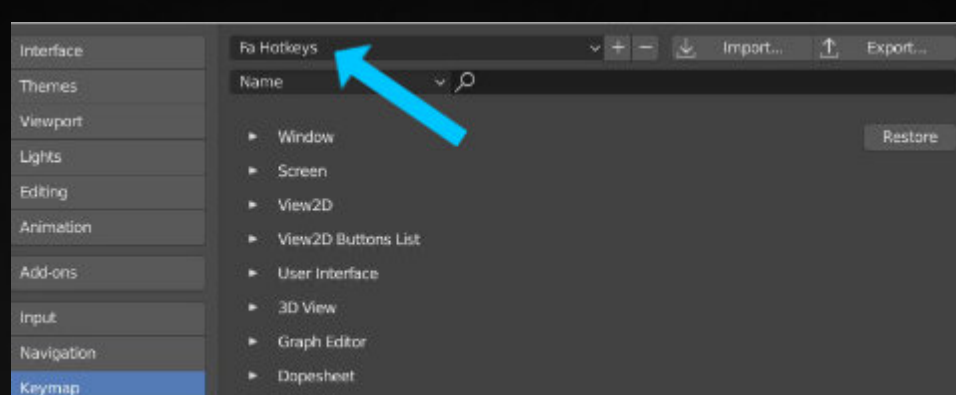 Interface
Themes
Viewport
Lights
Editing
Animation
Add-ons
Input
Navigation
Keymap
Fa Hotkeys
+ −
Import...
Export...
Name
Window
Restore
Screen
View2D
View2D Buttons List
User Interface
3D View
Graph Editor
Dopesheet